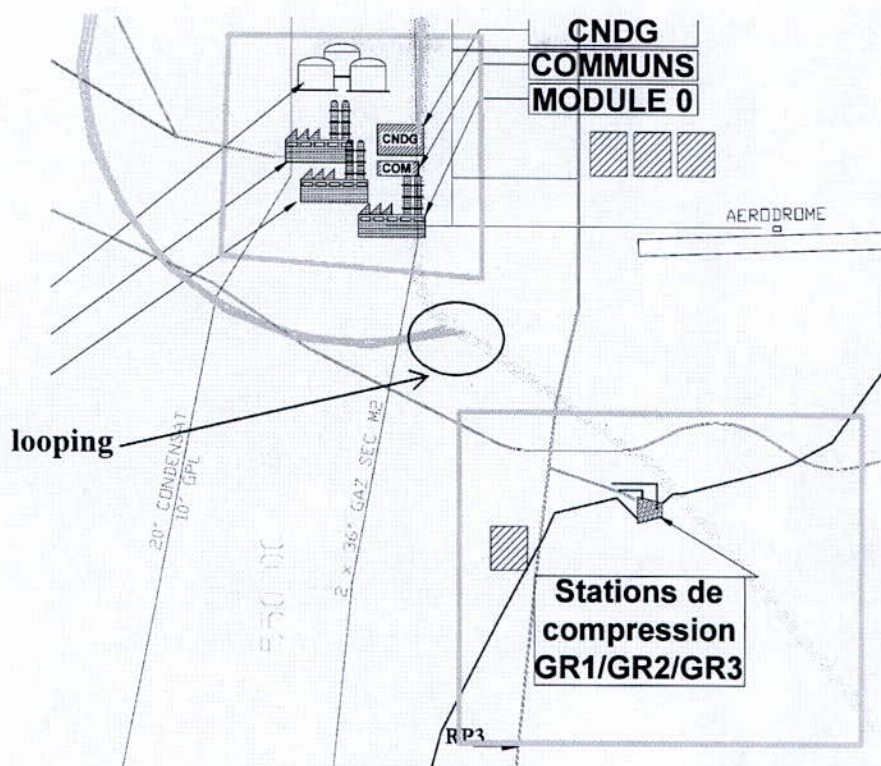 CNDG
COMMUNS
MODULE 0
CNDG
COM
AERODROME
looping
20" CONDENSAT
10" GPL
2 x 36" GAZ SEC M2
Stations de
compression
GR1/GR2/GR3
RP3